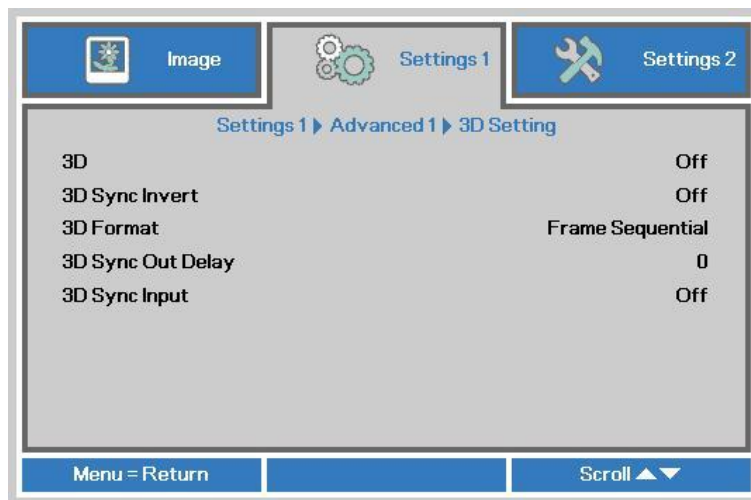 Image
Settings 1
Settings 2
Settings 1 ▶ Advanced 1 ▶ 3D Setting
3D Off
3D Sync Invert Off
3D Format Frame Sequential
3D Sync Out Delay 0
3D Sync Input Off
Menu = Return
Scroll ▲▼